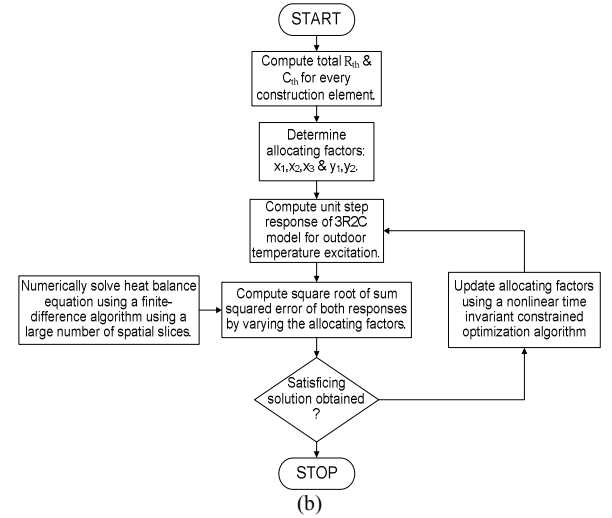 START
Compute total Rth &
Cth for every
construction element.
Determine
allocating factors:
x1,x2,x3 & y1,y2.
Compute unit step
response of 3R2C
model for outdoor
temperature excitation.
Numerically solve heat balance
equation using a finite-
difference algorithm using a
large number of spatial slices.
Compute square root of sum
squared error of both responses
by varying the allocating factors.
Update allocating factors
using a nonlinear time
invariant constrained
optimization algorithm
Satisficing
solution obtained
?
STOP
(b)